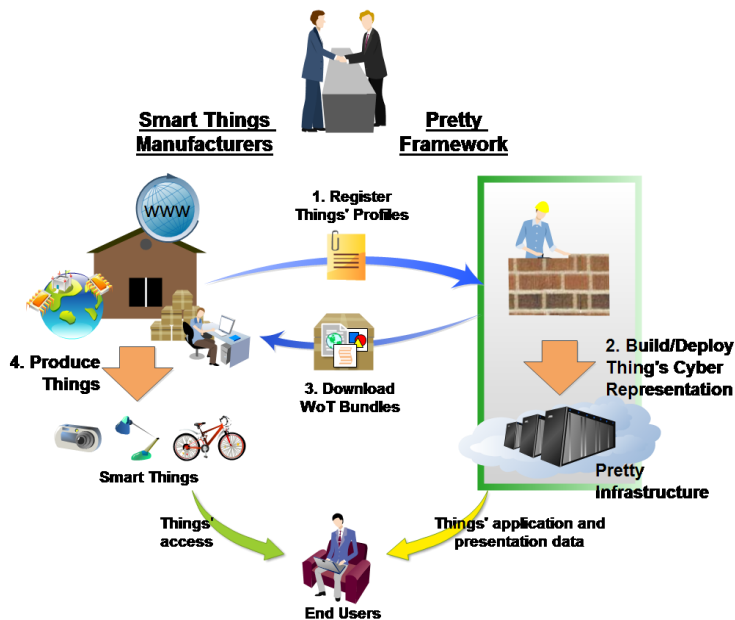 Smart Things
Manufacturers
Pretty
Framework
WWW
1. Register
Things' Profiles
2. Build/Deploy
Thing's Cyber
Representation
3. Download
WoT Bundles
4. Produce
Things
Smart Things
Pretty
Infrastructure
Things'
access
Things' application and
presentation data
End Users